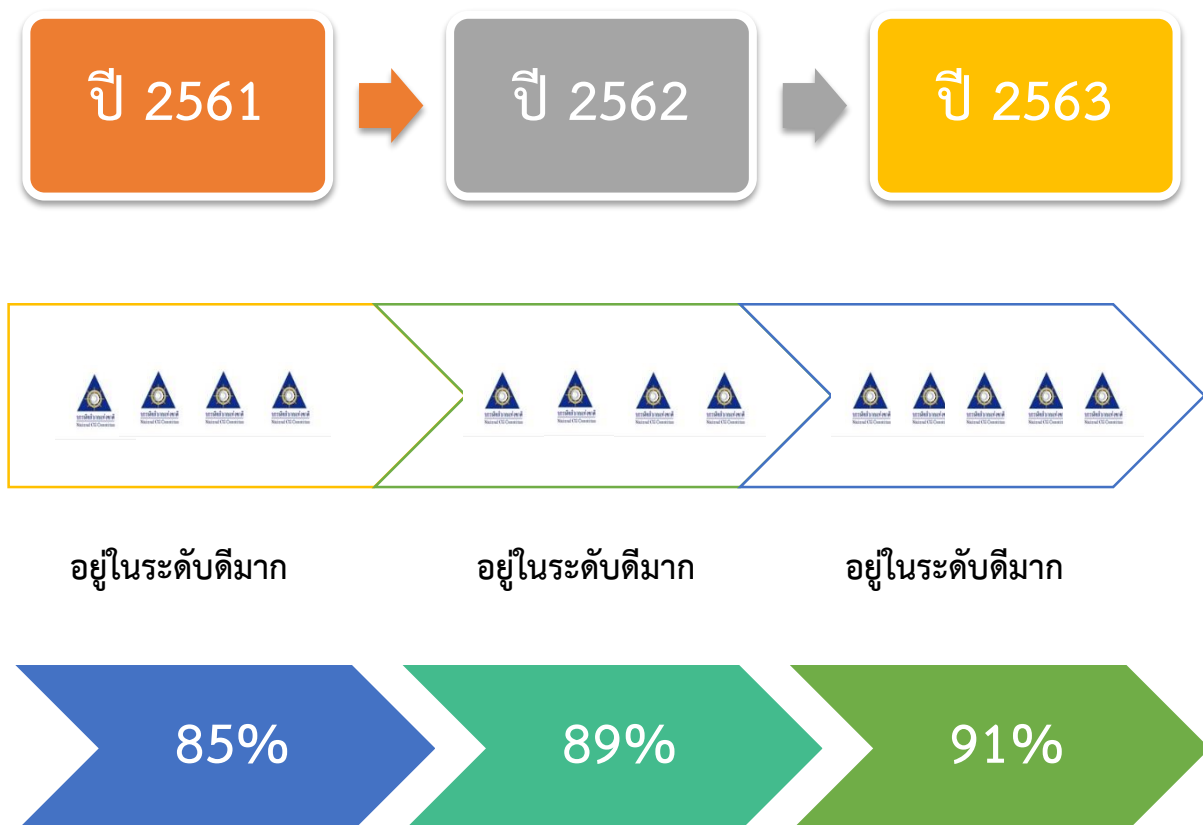 ปี 2561
ปี 2562
ปี 2563
อยู่ในระดับดีมาก
อยู่ในระดับดีมาก
อยู่ในระดับดีมาก
85%
89%
91%